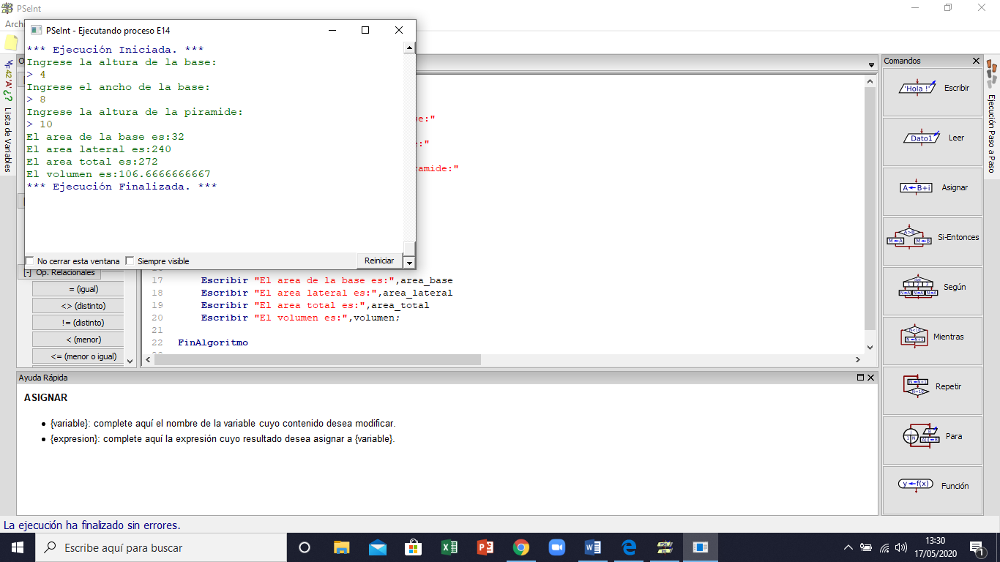 PSeInt
Archi
PSeInt - Ejecutando proceso E14
*** Ejecución Iniciada. ***
Ingrese la altura de la base:
> 4
Ingrese el ancho de la base:
> 8
Ingrese la altura de la piramide:
> 10
El area de la base es:32
El area lateral es:240
El area total es:272
El volumen es:106.6666666667
*** Ejecución Finalizada. ***
No cerrar esta ventana
Siempre visible
Reiniciar
Lista de Variables
se:"
e:"
ramide:"
[-] Op. Relacionales
= (igual)
<> (distinto)
!= (distinto)
< (menor)
<= (menor o igual)
17 Escribir "El area de la base es:",area_base
18 Escribir "El area lateral es:",area_lateral
19 Escribir "El area total es:",area_total
20 Escribir "El volumen es:",volumen;
21
22 FinAlgoritmo
Ayuda Rápida
ASIGNAR
• {variable}: complete aquí el nombre de la variable cuyo contenido desea modificar.
• {expresion}: complete aquí la expresión cuyo resultado desea asignar a {variable}.
Comandos
'Hola !' Escribir
Dato1 Leer
A←B+i Asignar
A>B M←A M←B Si-Entonces
Según
Mientras
Repetir
Para
y←f(x) Función
Ejecución Paso a Paso
La ejecución ha finalizado sin errores.
Escribe aquí para buscar
13:30
17/05/2020
1